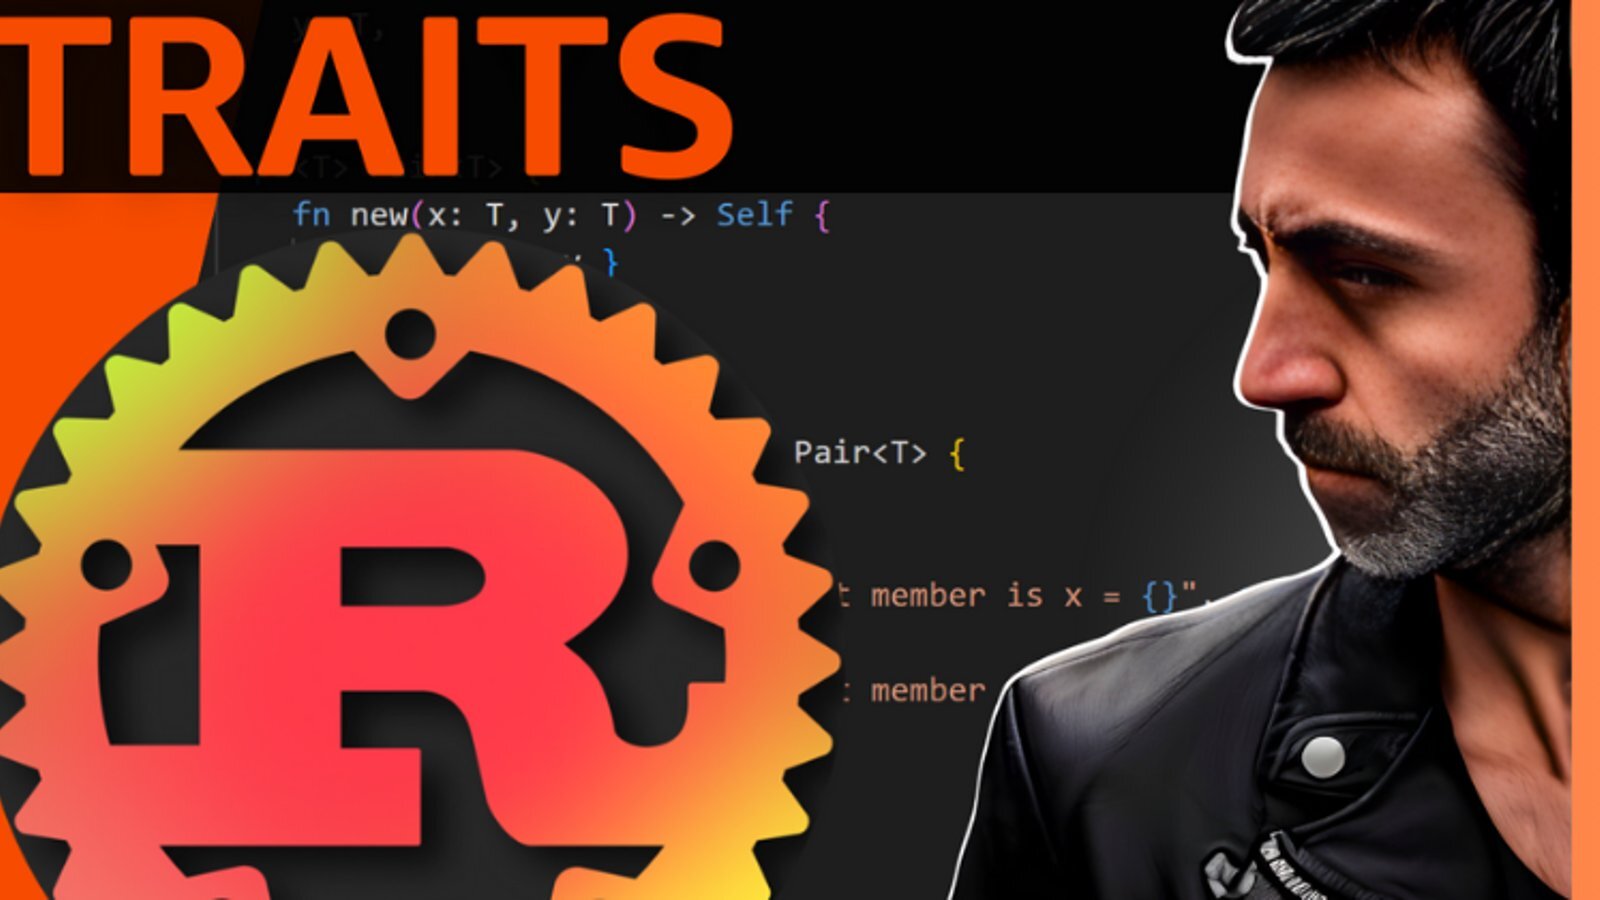 TRAITS
fn new(x: T, y: T) -> Self {
}
Pair<T> {
member is x = {}"
member
R